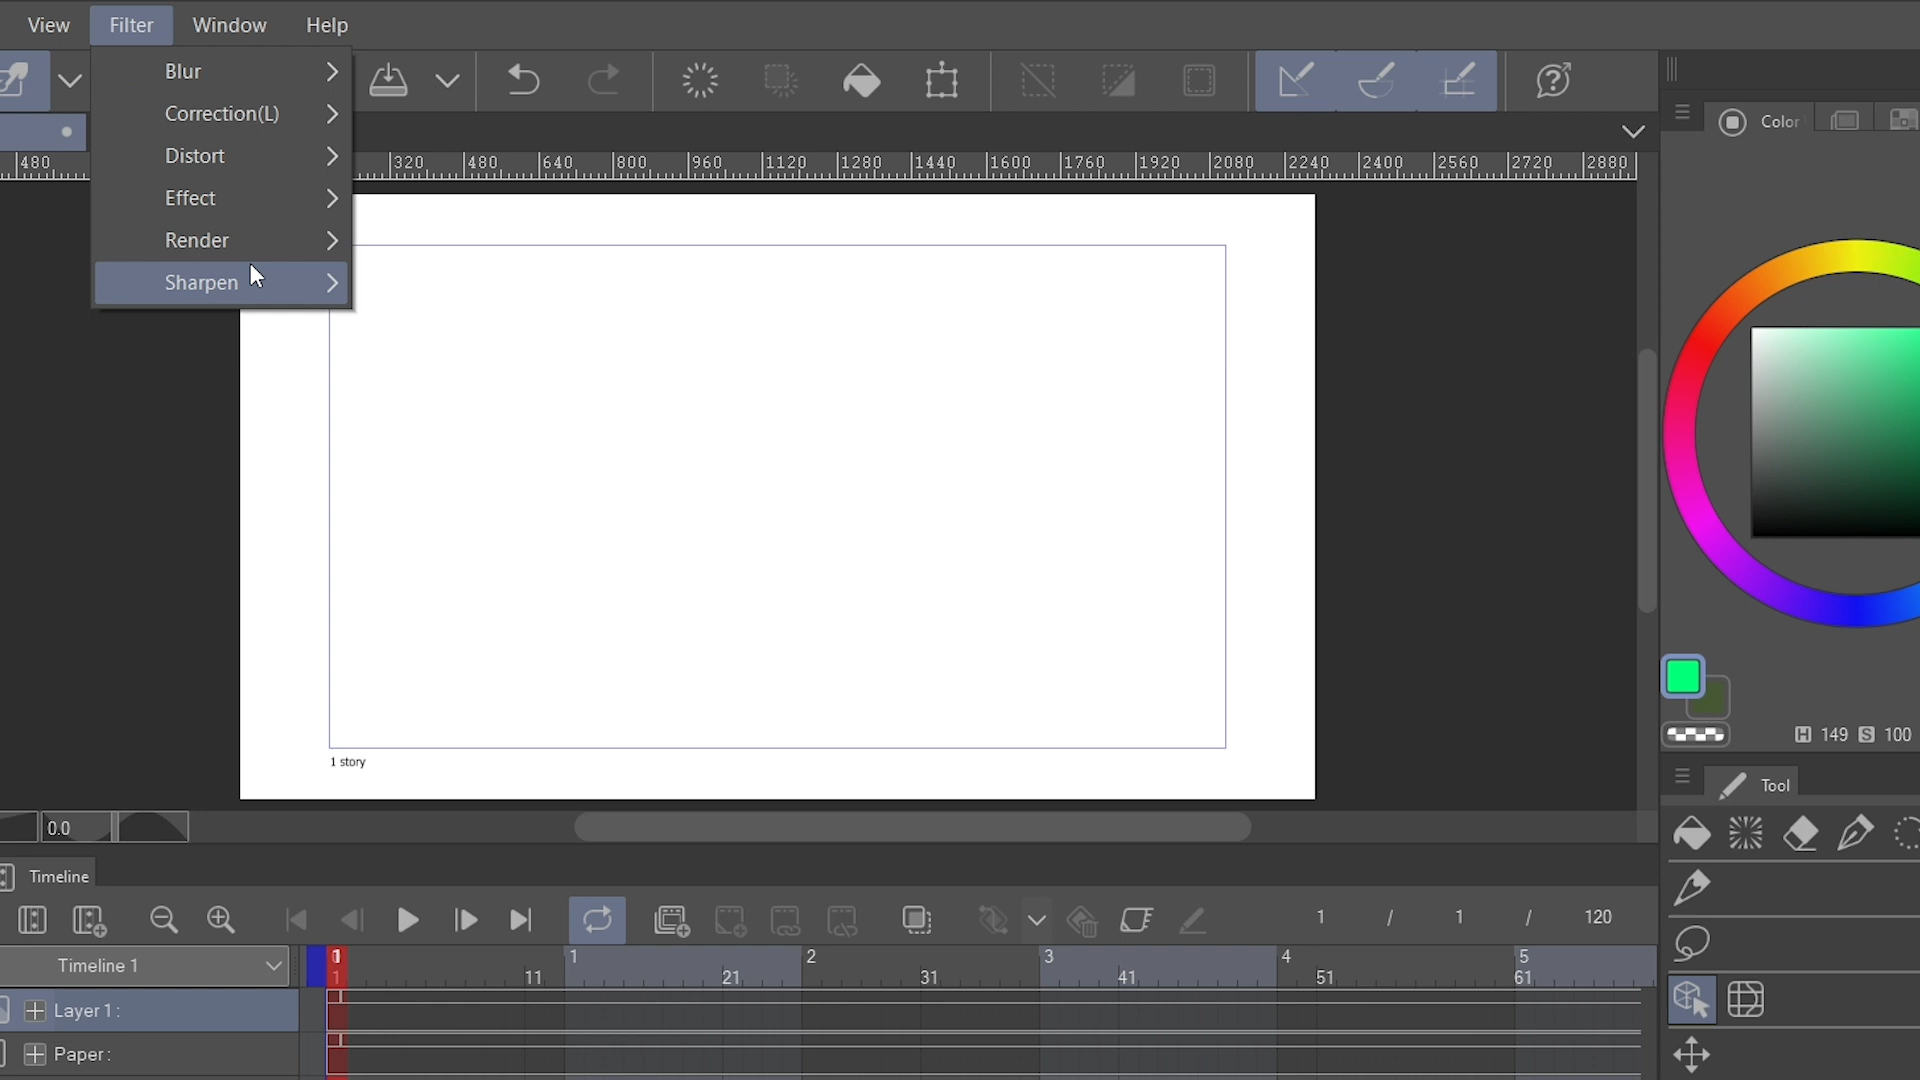 View Filter Window Help
Blur
Correction(L)
Distort
Effect
Render
Sharpen
Color
480 320 480 640 800 960 1120 1280 1440 1600 1760 1920 2080 2240 2400 2560 2720 2880
1 story
H 149 S 100
Tool
0.0
Timeline
1 / 1 / 120
Timeline 1
1 2 3 4 5
1 11 21 31 41 51 61
Layer 1 :
Paper :